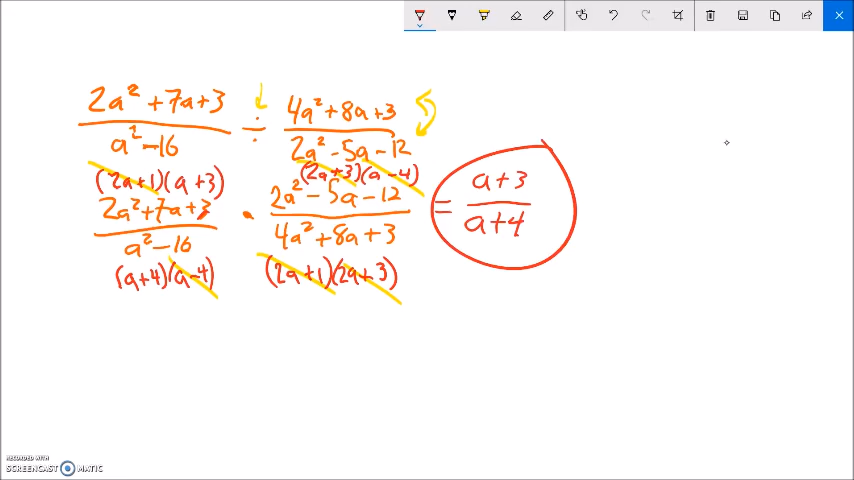 2a² + 7a + 3 / a² - 16 ÷ 4a² + 8a + 3 / 2a² - 5a - 12
(2a+1)(a+3) (2a+3)(a-4)
2a² + 7a + 3 / a² - 16 · 2a² - 5a - 12 / 4a² + 8a + 3 = a+3 / a+4
(a+4)(a-4) (2a+1)(2a+3)
RECORDED WITH
SCREENCAST MATIC